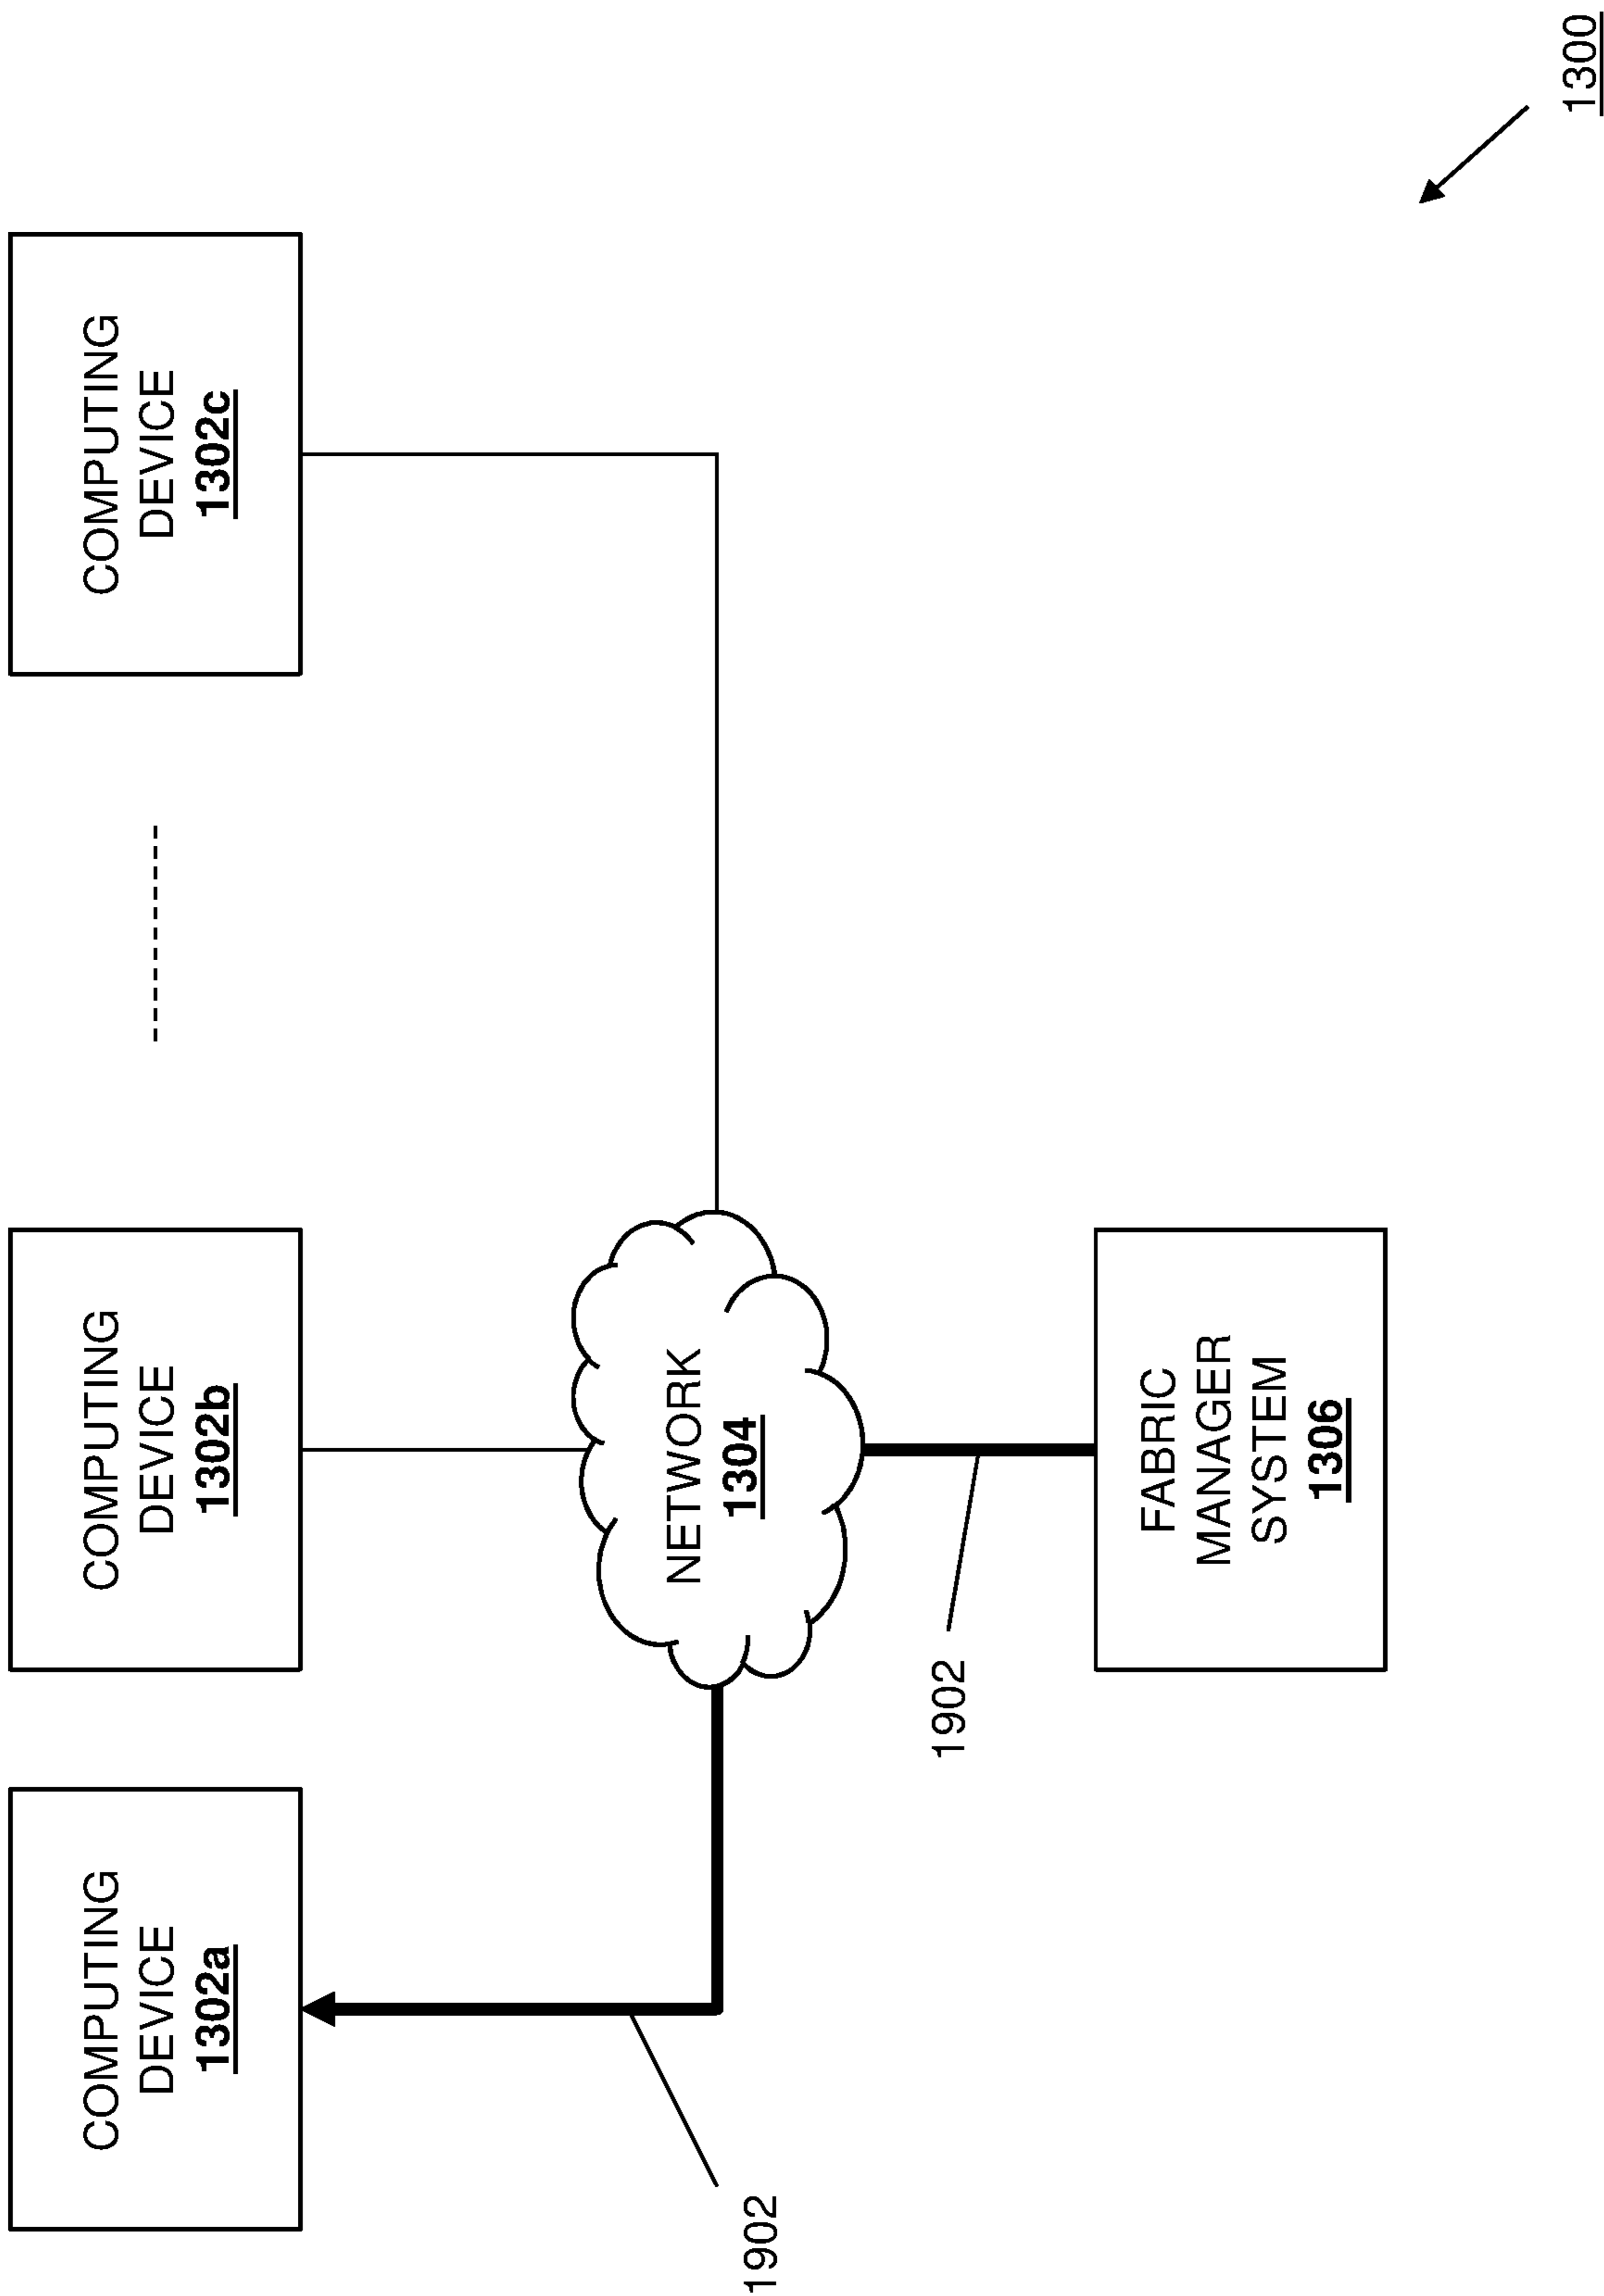 COMPUTING
DEVICE
1302a
COMPUTING
DEVICE
1302b
COMPUTING
DEVICE
1302c
NETWORK
1304
1902
1902
FABRIC
MANAGER
SYSTEM
1306
1300